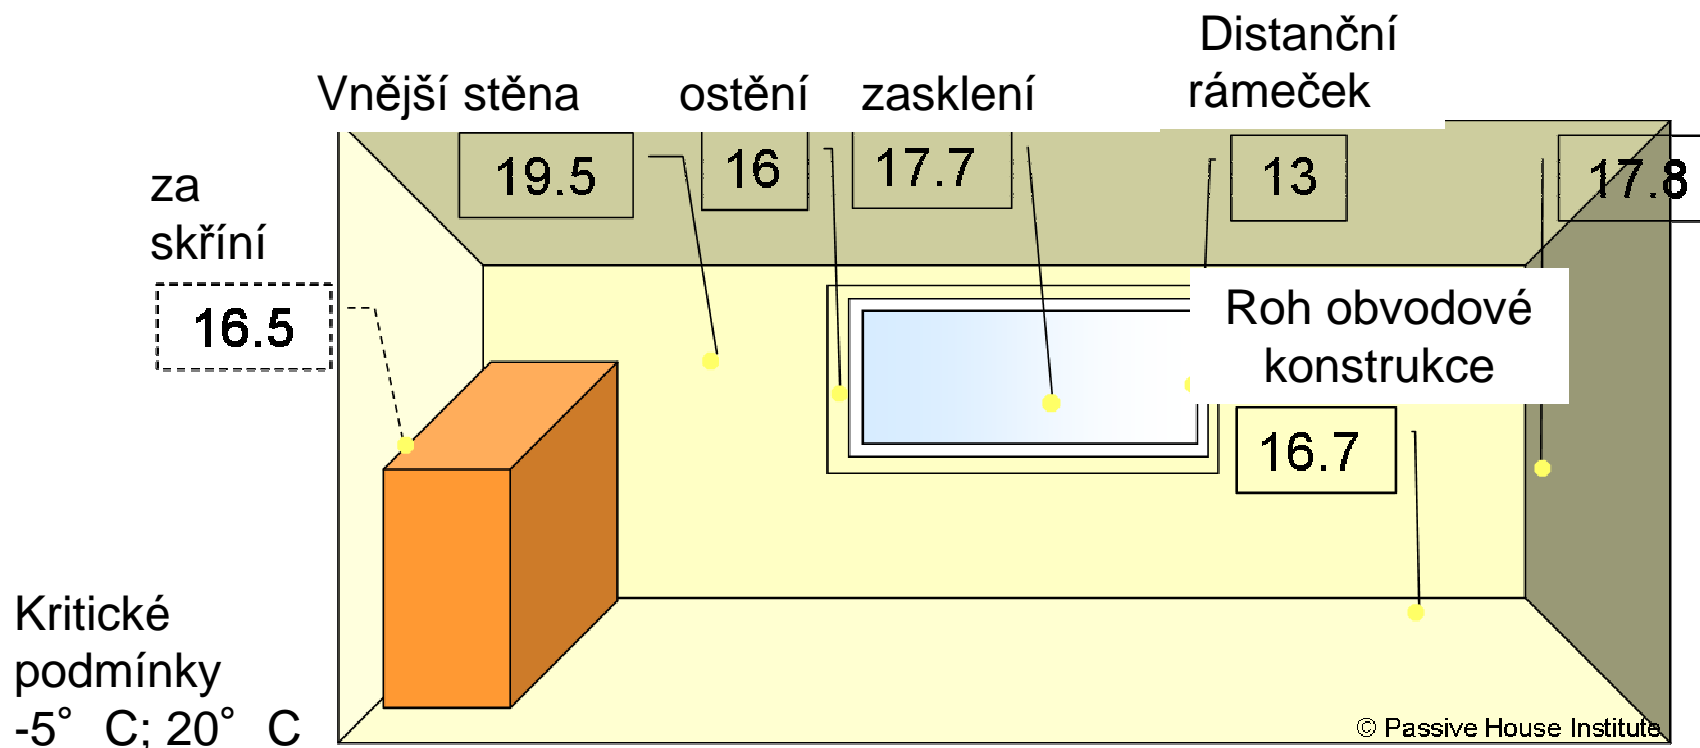 Distanční
rámeček
Vnější stěna
ostění
zasklení
19.5
16
17.7
13
17.8
za
skříní
16.5
Roh obvodové
konstrukce
16.7
Kritické
podmínky
-5° C; 20° C
© Passive House Institute